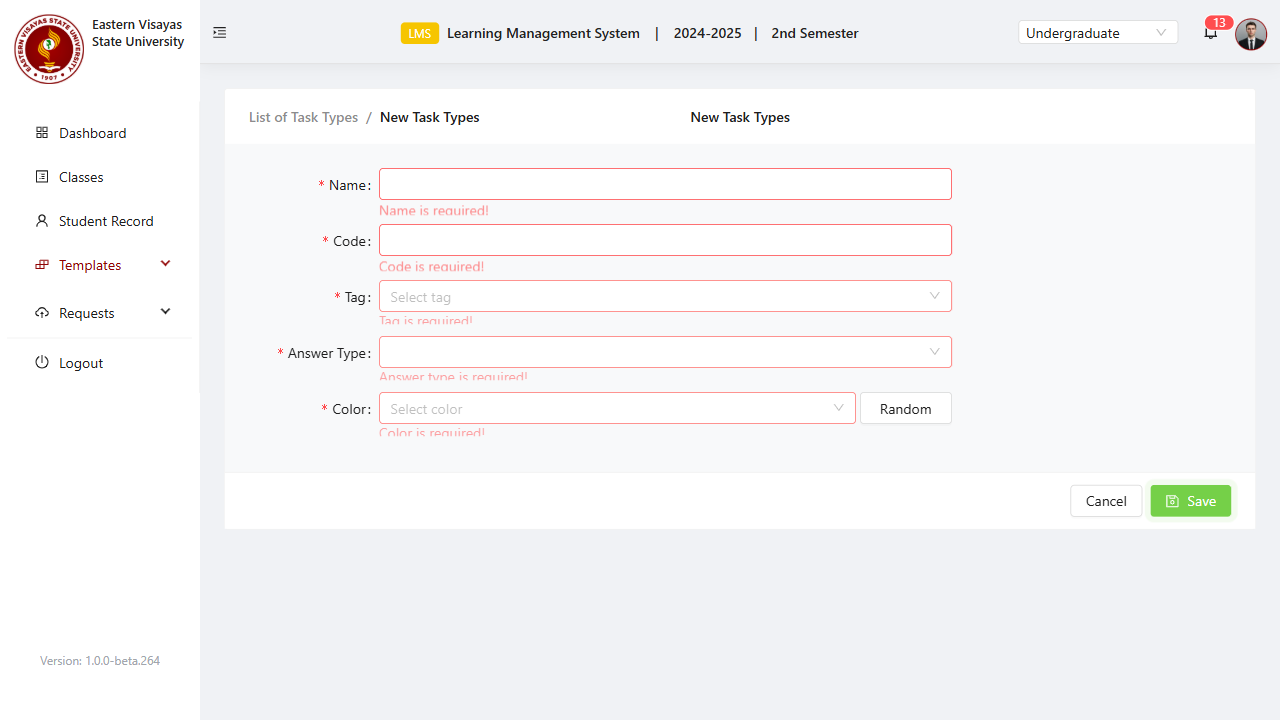 Eastern Visayas
State University
EASTERN VISAYAS STATE UNIVERSITY
1907
LMS Learning Management System | 2024-2025 | 2nd Semester
Undergraduate
13
Dashboard
Classes
Student Record
Templates
Requests
Logout
Version: 1.0.0-beta.264
List of Task Types / New Task Types
New Task Types
* Name:
Name is required!
* Code:
Code is required!
* Tag: Select tag
Tag is required!
* Answer Type:
Answer type is required!
* Color: Select color Random
Color is required!
Cancel Save